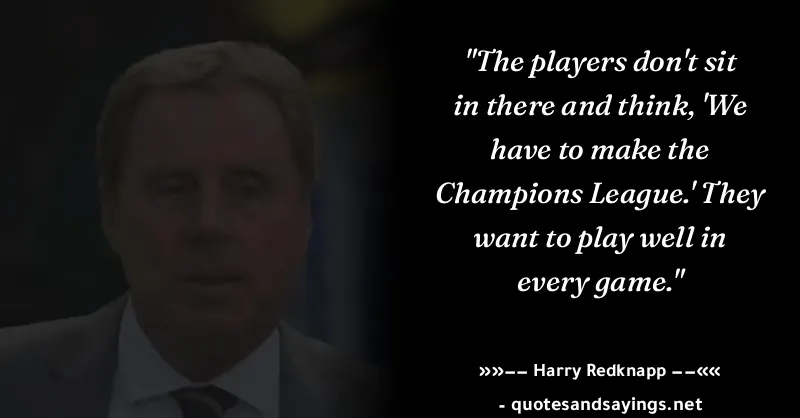 "The players don't sit
in there and think, 'We
have to make the
Champions League.' They
want to play well in
every game."
»»−− Harry Redknapp −−««
- quotesandsayings.net